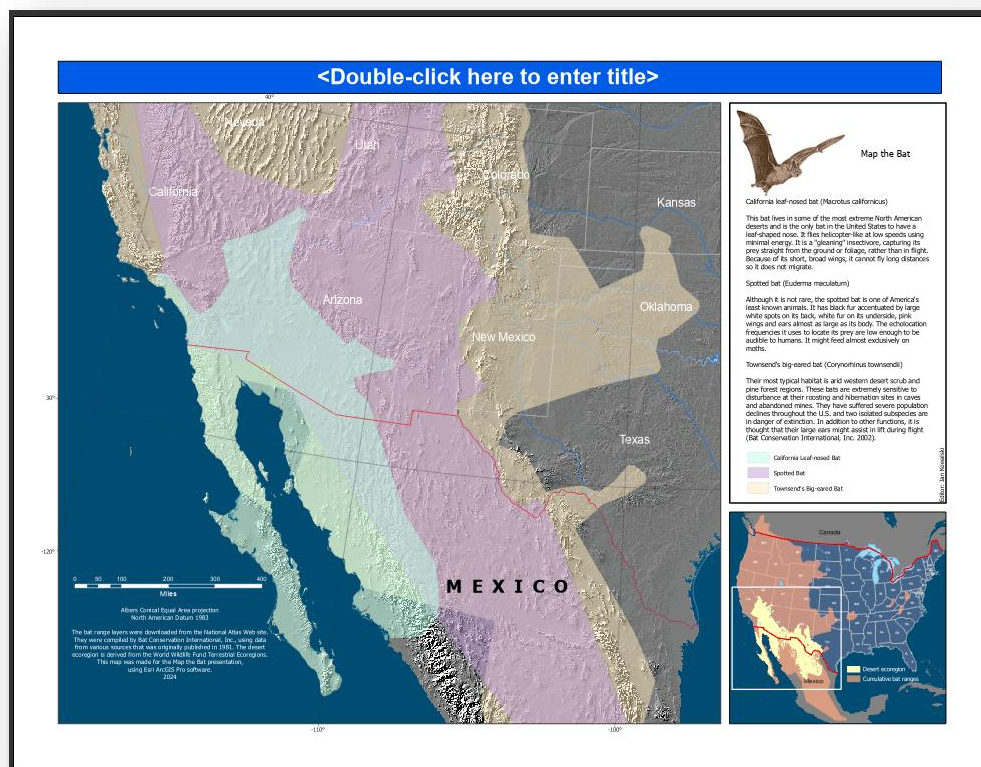 <Double-click here to enter title>
40°
Nevada
Utah
Colorado
California
Kansas
Arizona
Oklahoma
New Mexico
30°
Texas
-120°
MEXICO
0 50 100 200 300 400
Miles
Albers Conical Equal Area projection
North American Datum 1983
The bat range layers were downloaded from the National Atlas Web site.
They were compiled by Bat Conservation International, Inc., using data
from various sources that was originally published in 1981. The desert
ecoregion is derived from the World Wildlife Fund Terrestrial Ecoregions.
This map was made for the Map the Bat presentation,
using Esri ArcGIS Pro software.
2024
-110°
-100°
Map the Bat
California leaf-nosed bat (Macrotus californicus)
This bat lives in some of the most extreme North American
deserts and is the only bat in the United States to have a
leaf-shaped nose. It flies helicopter-like at low speeds using
minimal energy. It is a "gleaning" insectivore, capturing its
prey straight from the ground or foliage, rather than in flight.
Because of its short, broad wings, it cannot fly long distances
so it does not migrate.
Spotted bat (Euderma maculatum)
Although it is not rare, the spotted bat is one of America's
least known animals. It has black fur accentuated by large
white spots on its back, white fur on its underside, pink
wings and ears almost as large as its body. The echolocation
frequencies it uses to locate its prey are low enough to be
audible to humans. It might feed almost exclusively on
moths.
Townsend's big-eared bat (Corynorhinus townsendii)
Their most typical habitat is arid western desert scrub and
pine forest regions. These bats are extremely sensitive to
disturbance at their roosting and hibernation sites in caves
and abandoned mines. They have suffered severe population
declines throughout the U.S. and two isolated subspecies are
in danger of extinction. In addition to other functions, it is
thought that their large ears might assist in lift during flight
(Bat Conservation International, Inc. 2002).
California Leaf-nosed Bat
Spotted Bat
Townsend's Big-eared Bat
Editor: Jan Kowalski
Canada
Mexico
Desert ecoregion
Cumulative bat ranges